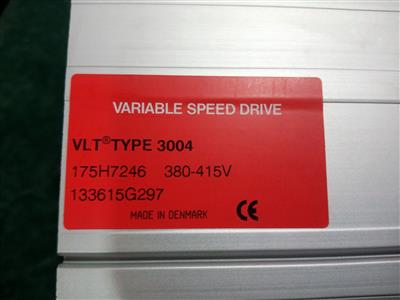 VARIABLE SPEED DRIVE
VLT® TYPE 3004
175H7246 380-415V
133615G297
MADE IN DENMARK CE